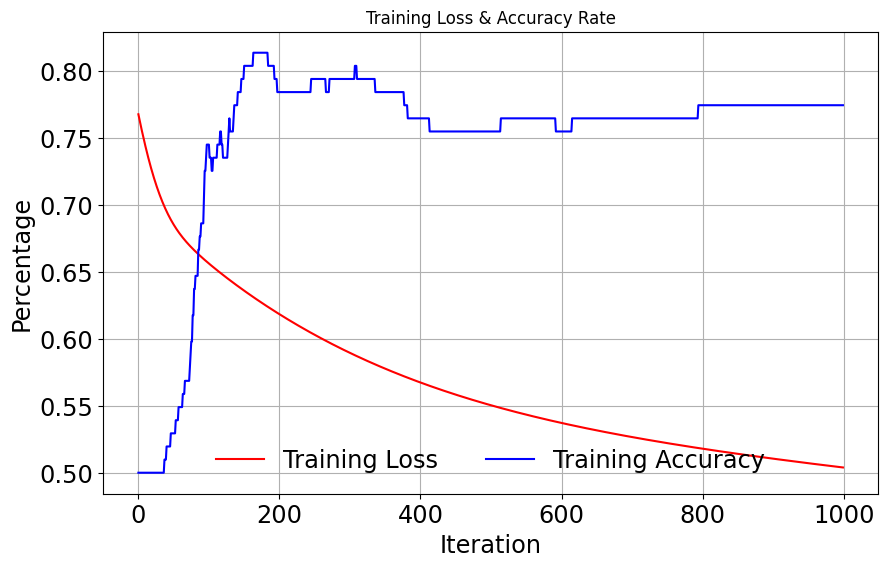 Training Loss & Accuracy Rate
Percentage
0.80
0.75
0.70
0.65
0.60
0.55
0.50
Training Loss
Training Accuracy
0 200 400 600 800 1000
Iteration